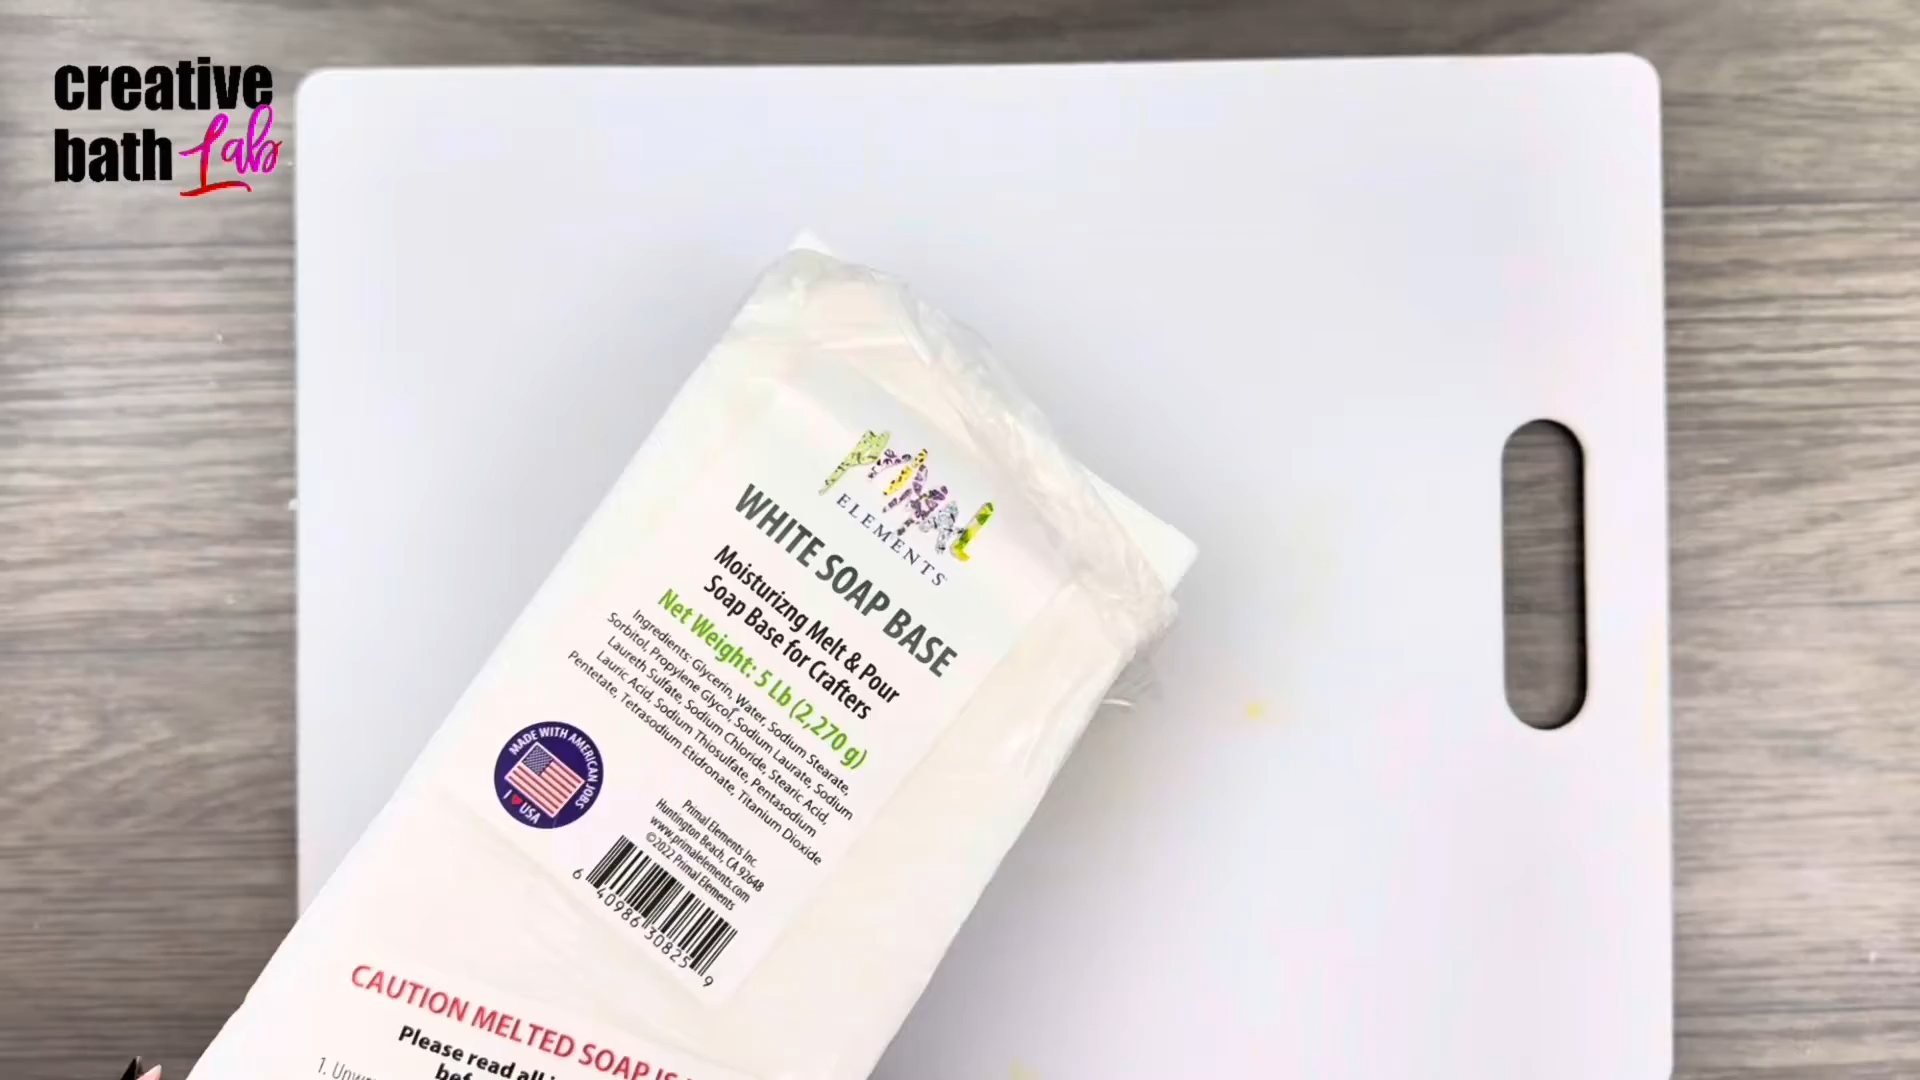 creative
bath Lab
primal
ELEMENTS
WHITE SOAP BASE
Moisturizng Melt & Pour
Soap Base for Crafters
Net Weight: 5 Lb (2,270 g)
Ingredients: Glycerin, Water, Sodium Stearate,
Sorbitol, Propylene Glycol, Sodium Laurate, Sodium
Laureth Sulfate, Sodium Chloride, Stearic Acid,
Lauric Acid, Sodium Thiosulfate, Pentasodium
Pentetate, Tetrasodium Etidronate, Titanium Dioxide
MADE WITH AMERICAN JOBS
I ♥ USA
Primal Elements Inc.
Huntington Beach, CA 92648
www.primalelements.com
©2022 Primal Elements
6 40986 30825 9
CAUTION MELTED SOAP IS
Please read all
1.